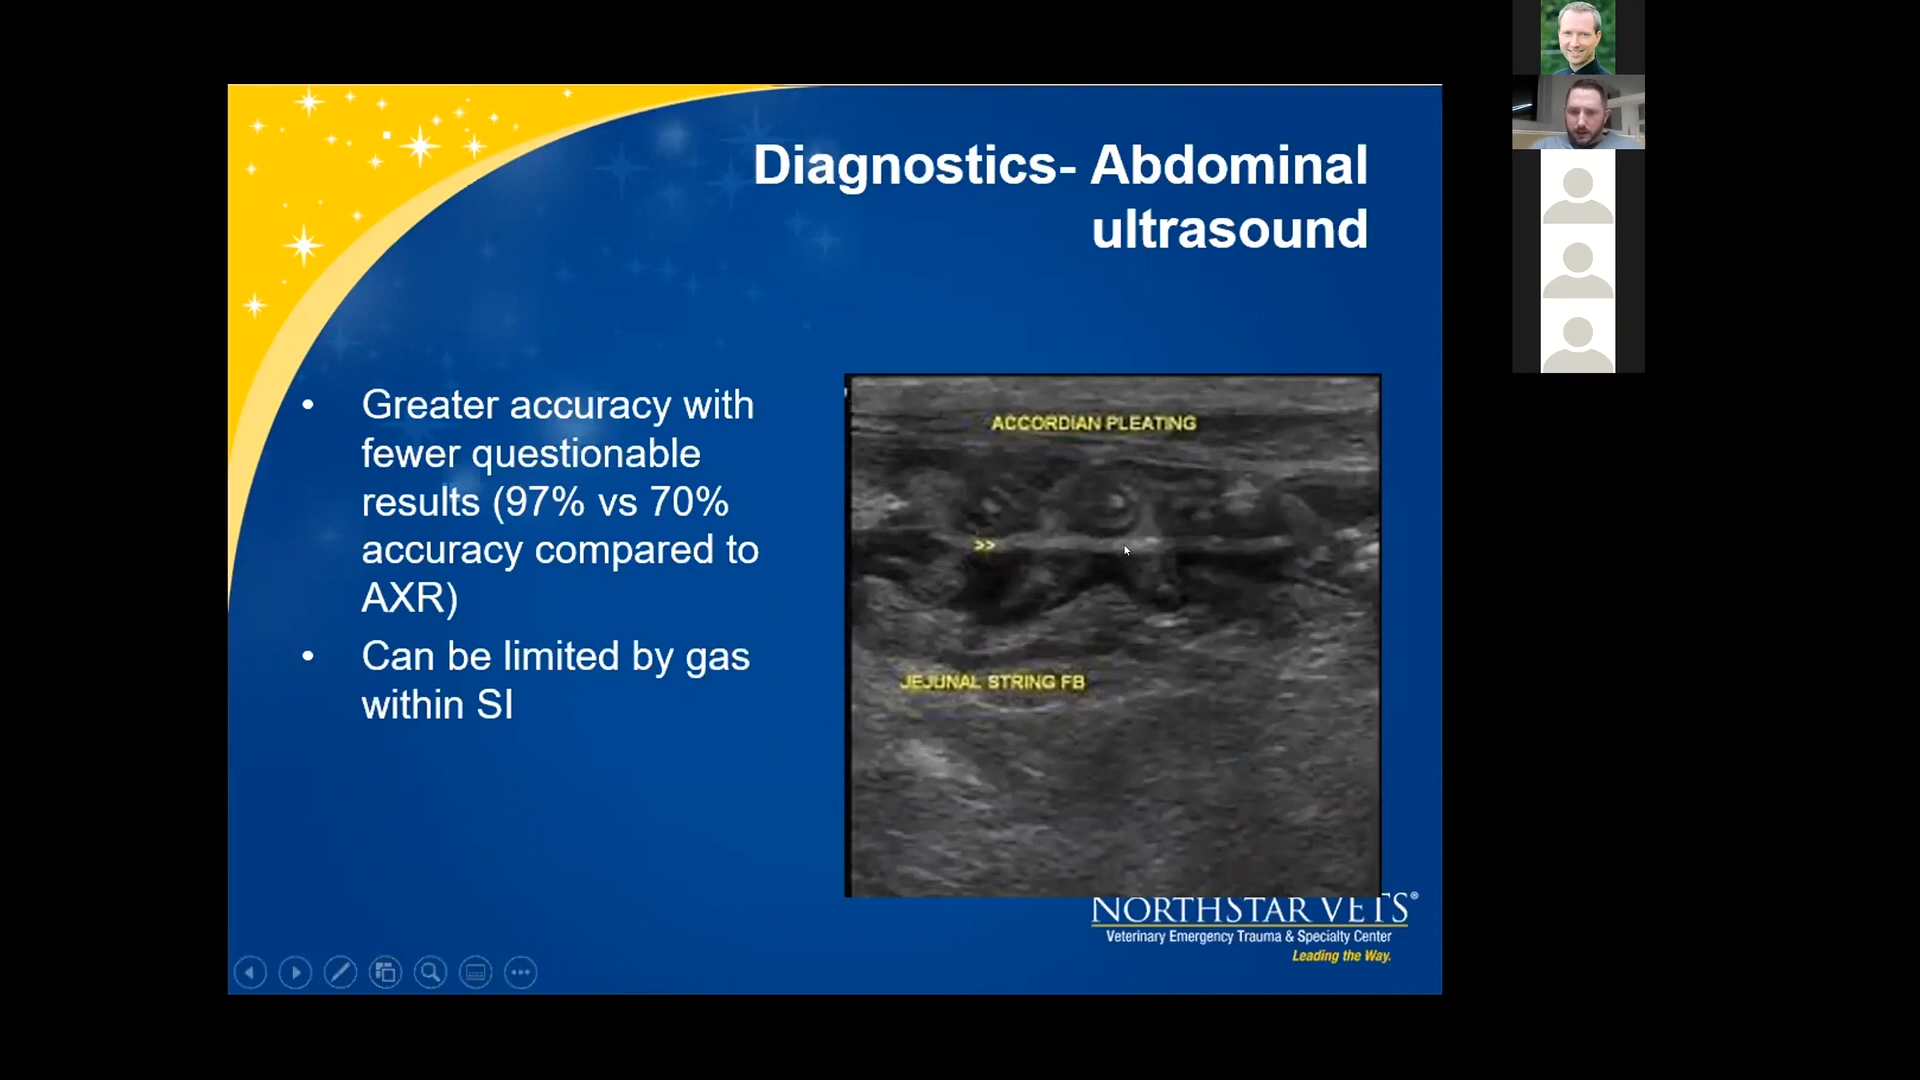 Diagnostics- Abdominal
ultrasound
• Greater accuracy with
fewer questionable
results (97% vs 70%
accuracy compared to
AXR)
• Can be limited by gas
within SI
ACCORDIAN PLEATING
>>
JEJUNAL STRING FB
NORTHSTAR VETS®
Veterinary Emergency Trauma & Specialty Center
Leading the Way.